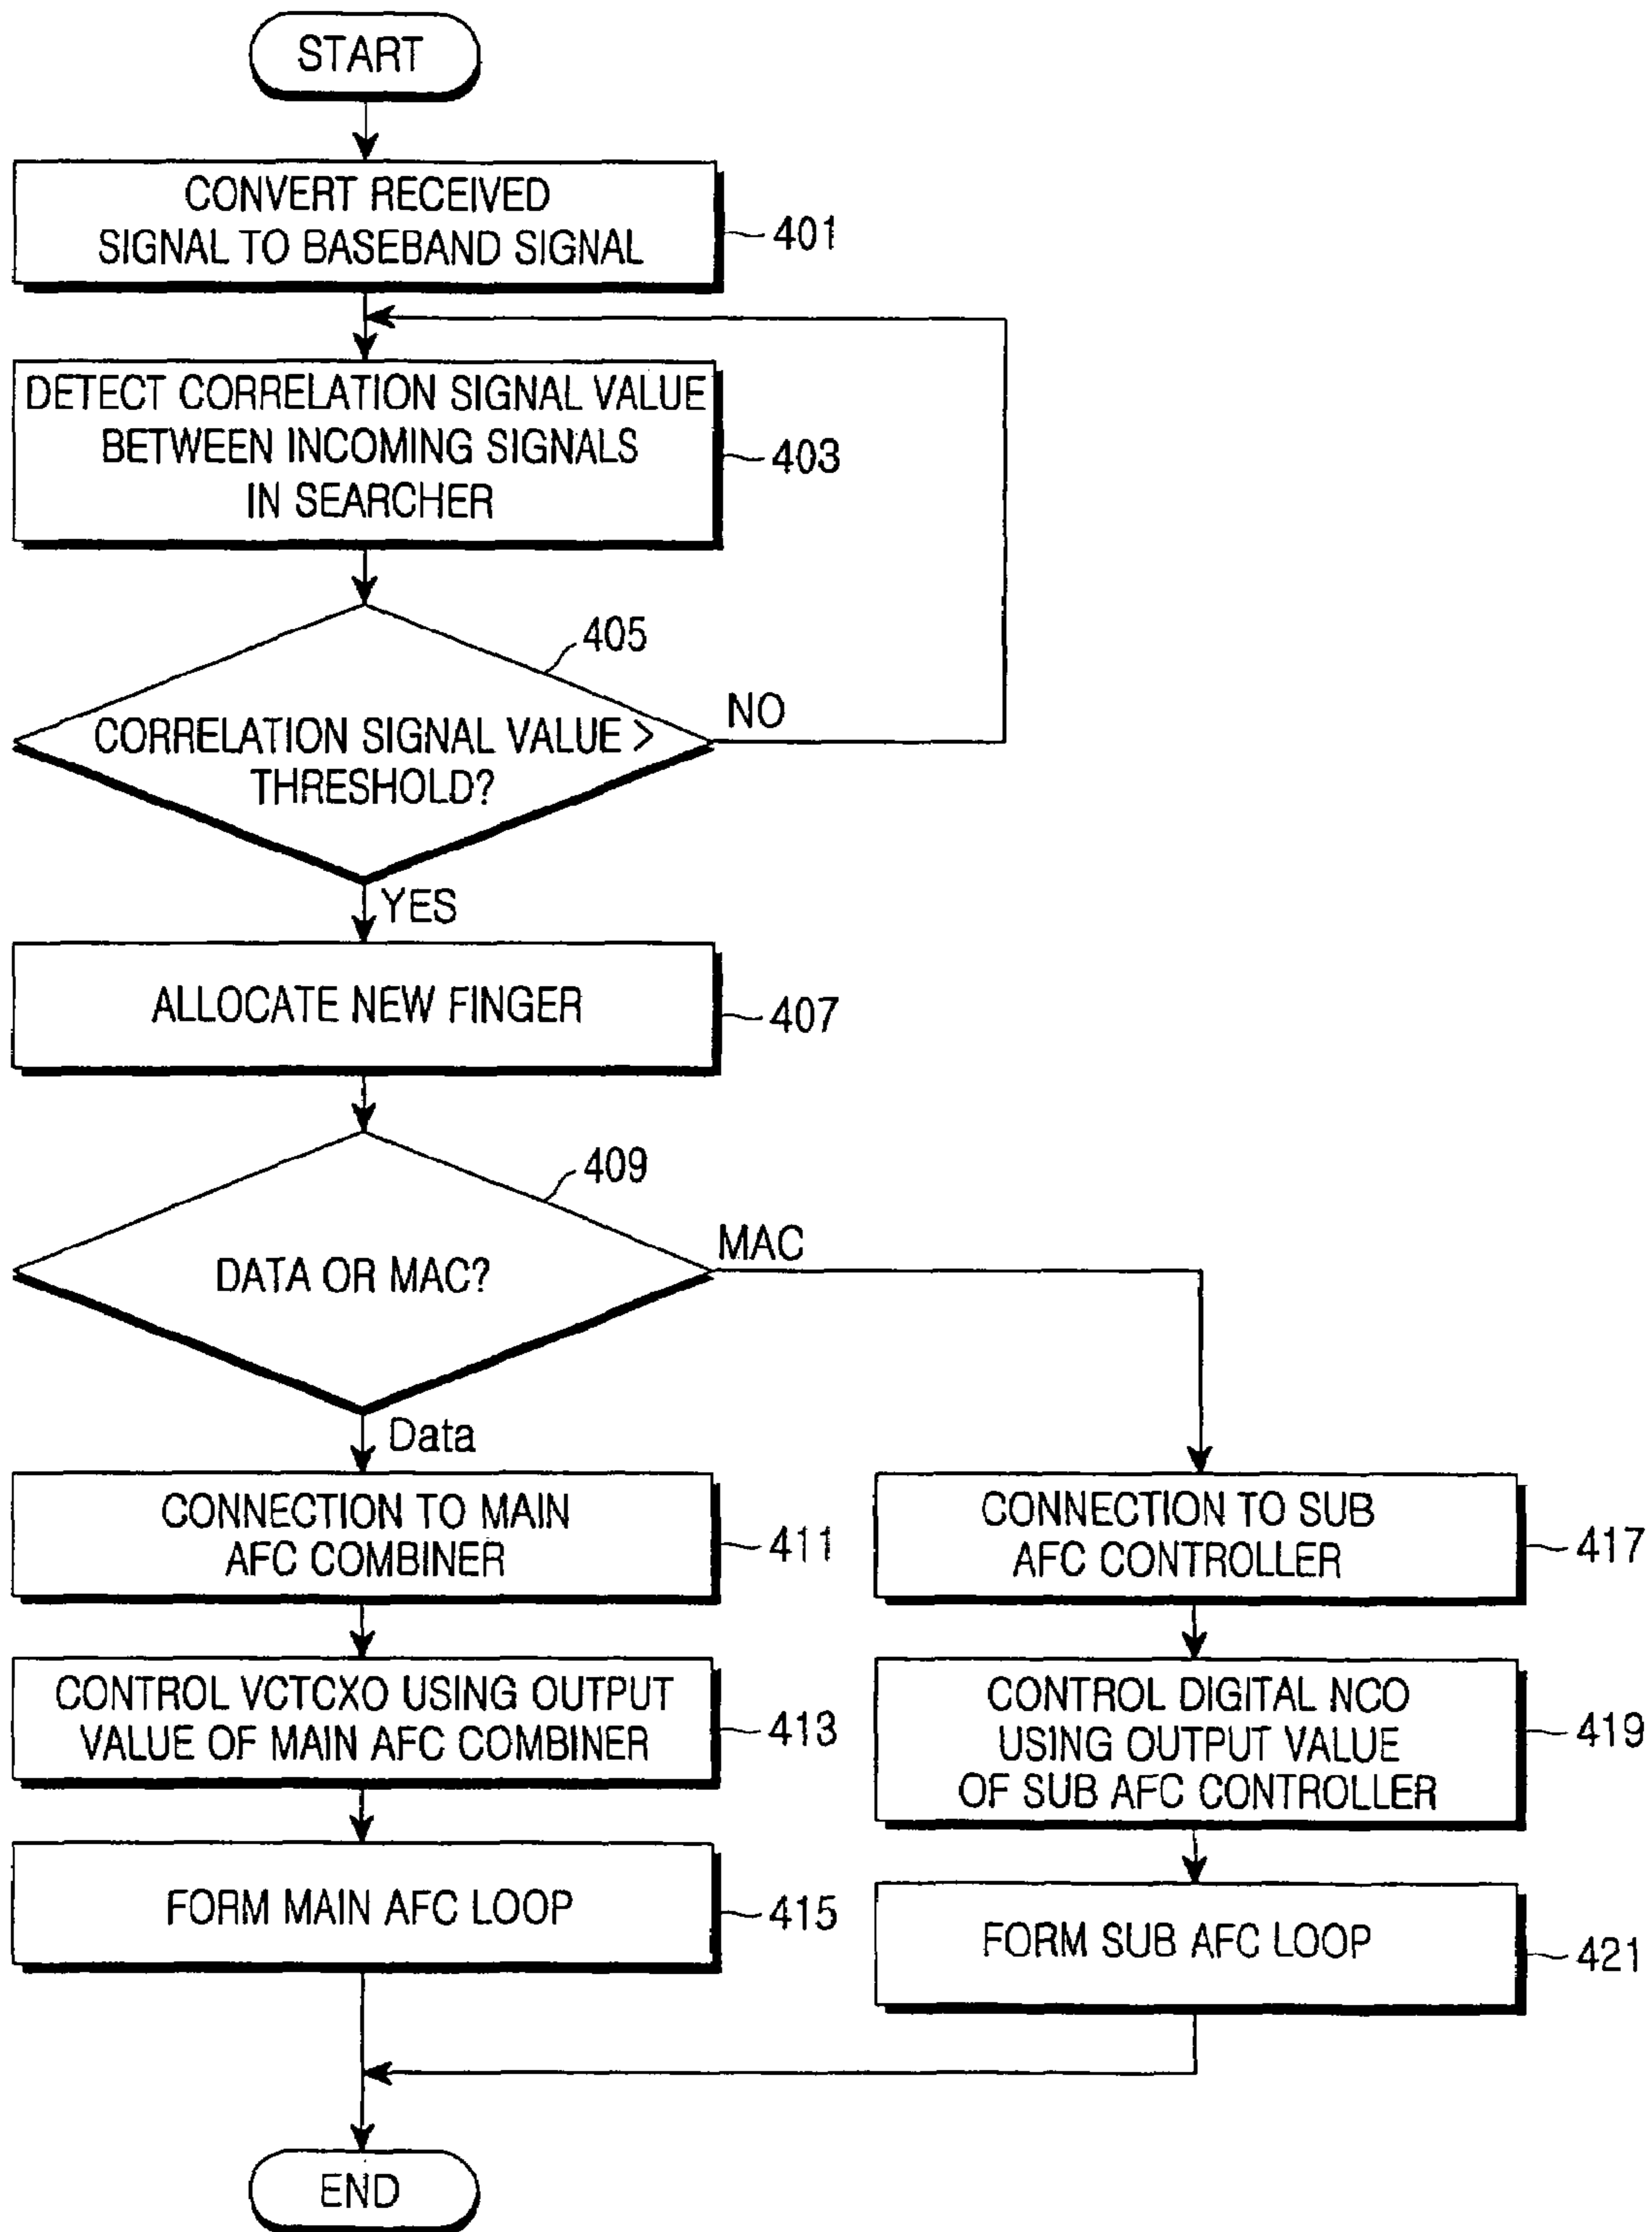 START
CONVERT RECEIVED
SIGNAL TO BASEBAND SIGNAL
401
DETECT CORRELATION SIGNAL VALUE
BETWEEN INCOMING SIGNALS
IN SEARCHER
403
405
CORRELATION SIGNAL VALUE >
THRESHOLD?
NO
YES
ALLOCATE NEW FINGER
407
409
DATA OR MAC?
MAC
Data
CONNECTION TO MAIN
AFC COMBINER
411
CONTROL VCTCXO USING OUTPUT
VALUE OF MAIN AFC COMBINER
413
FORM MAIN AFC LOOP
415
CONNECTION TO SUB
AFC CONTROLLER
417
CONTROL DIGITAL NCO
USING OUTPUT VALUE
OF SUB AFC CONTROLLER
419
FORM SUB AFC LOOP
421
END